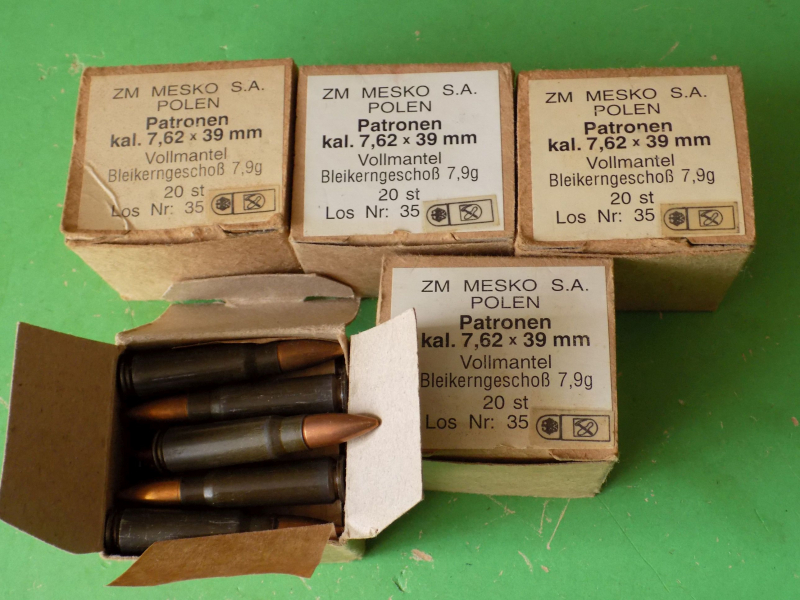 ZM MESKO S.A.
POLEN
Patronen
kal. 7,62 x 39 mm
Vollmantel
Bleikerngeschoß 7,9g
20 st
Los Nr: 35
ZM MESKO S.A.
POLEN
Patronen
kal. 7,62 x 39 mm
Vollmantel
Bleikerngeschoß 7,9g
20 st
Los Nr: 35
ZM MESKO S.A.
POLEN
Patronen
kal. 7,62 x 39 mm
Vollmantel
Bleikerngeschoß 7,9g
20 st
Los Nr: 35
ZM MESKO S.A.
POLEN
Patronen
kal. 7,62 x 39 mm
Vollmantel
Bleikerngeschoß 7,9g
20 st
Los Nr: 35